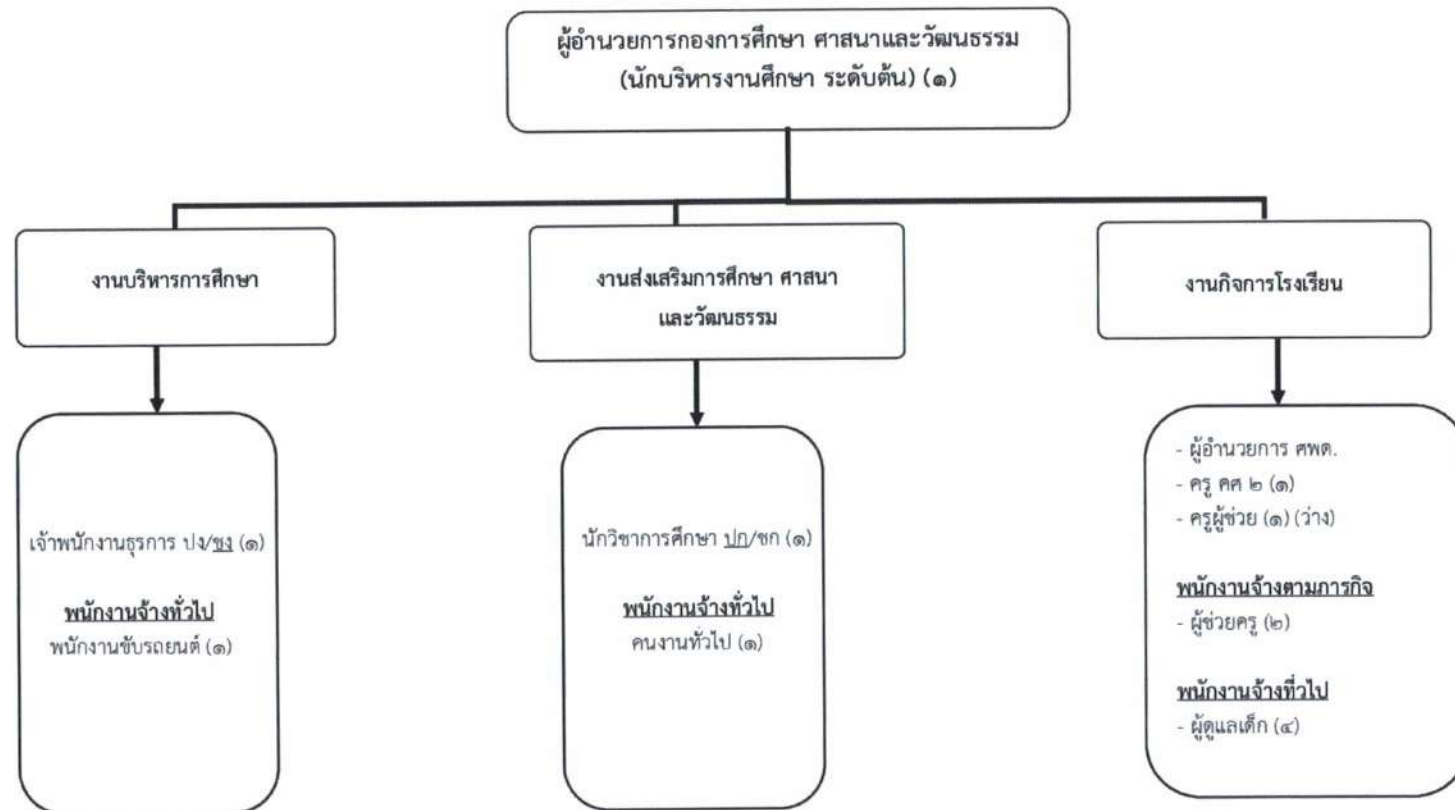 ผู้อำนวยการกองการศึกษา ศาสนาและวัฒนธรรม
(นักบริหารงานศึกษา ระดับต้น) (๑)
งานบริหารการศึกษา
งานส่งเสริมการศึกษา ศาสนา
และวัฒนธรรม
งานกิจการโรงเรียน
เจ้าพนักงานธุรการ ปง/ชง (๑)
พนักงานจ้างทั่วไป
พนักงานขับรถยนต์ (๑)
นักวิชาการศึกษา ปก/ชก (๑)
พนักงานจ้างทั่วไป
คนงานทั่วไป (๑)
- ผู้อำนวยการ ศพด.
- ครู คศ ๒ (๑)
- ครูผู้ช่วย (๑) (ว่าง)
พนักงานจ้างตามภารกิจ
- ผู้ช่วยครู (๒)
พนักงานจ้างที่วไป
- ผู้ดูแลเด็ก (๔)